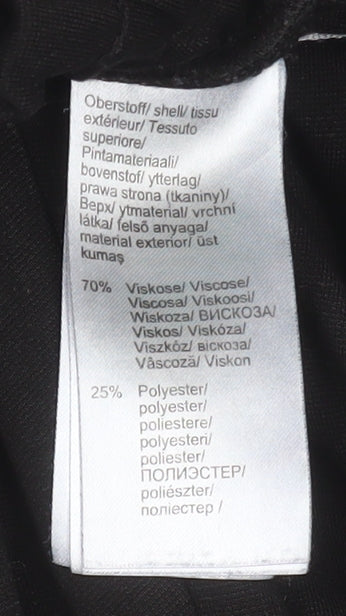 Oberstoff/ shell/ tissu
extérieur/ Tessuto
superiore/
Pintamateriaali/
bovenstof/ ytterlag/
prawa strona (tkaniny)/
Верх/ ytmaterial/ vrchní
látka/ felső anyaga/
material exterior/ üst
kumaş
70% Viskose/ Viscose/
Viscosa/ Viskoosi/
Wiskoza/ ВИСКОЗА/
Viskos/ Viskóza/
Viszkóz/ віскоза/
Vâscoză/ Viskon
25% Polyester/
polyester/
poliestere/
polyesteri/
poliester/
ПОЛИЭСТЕР/
poliészter/
поліестер /